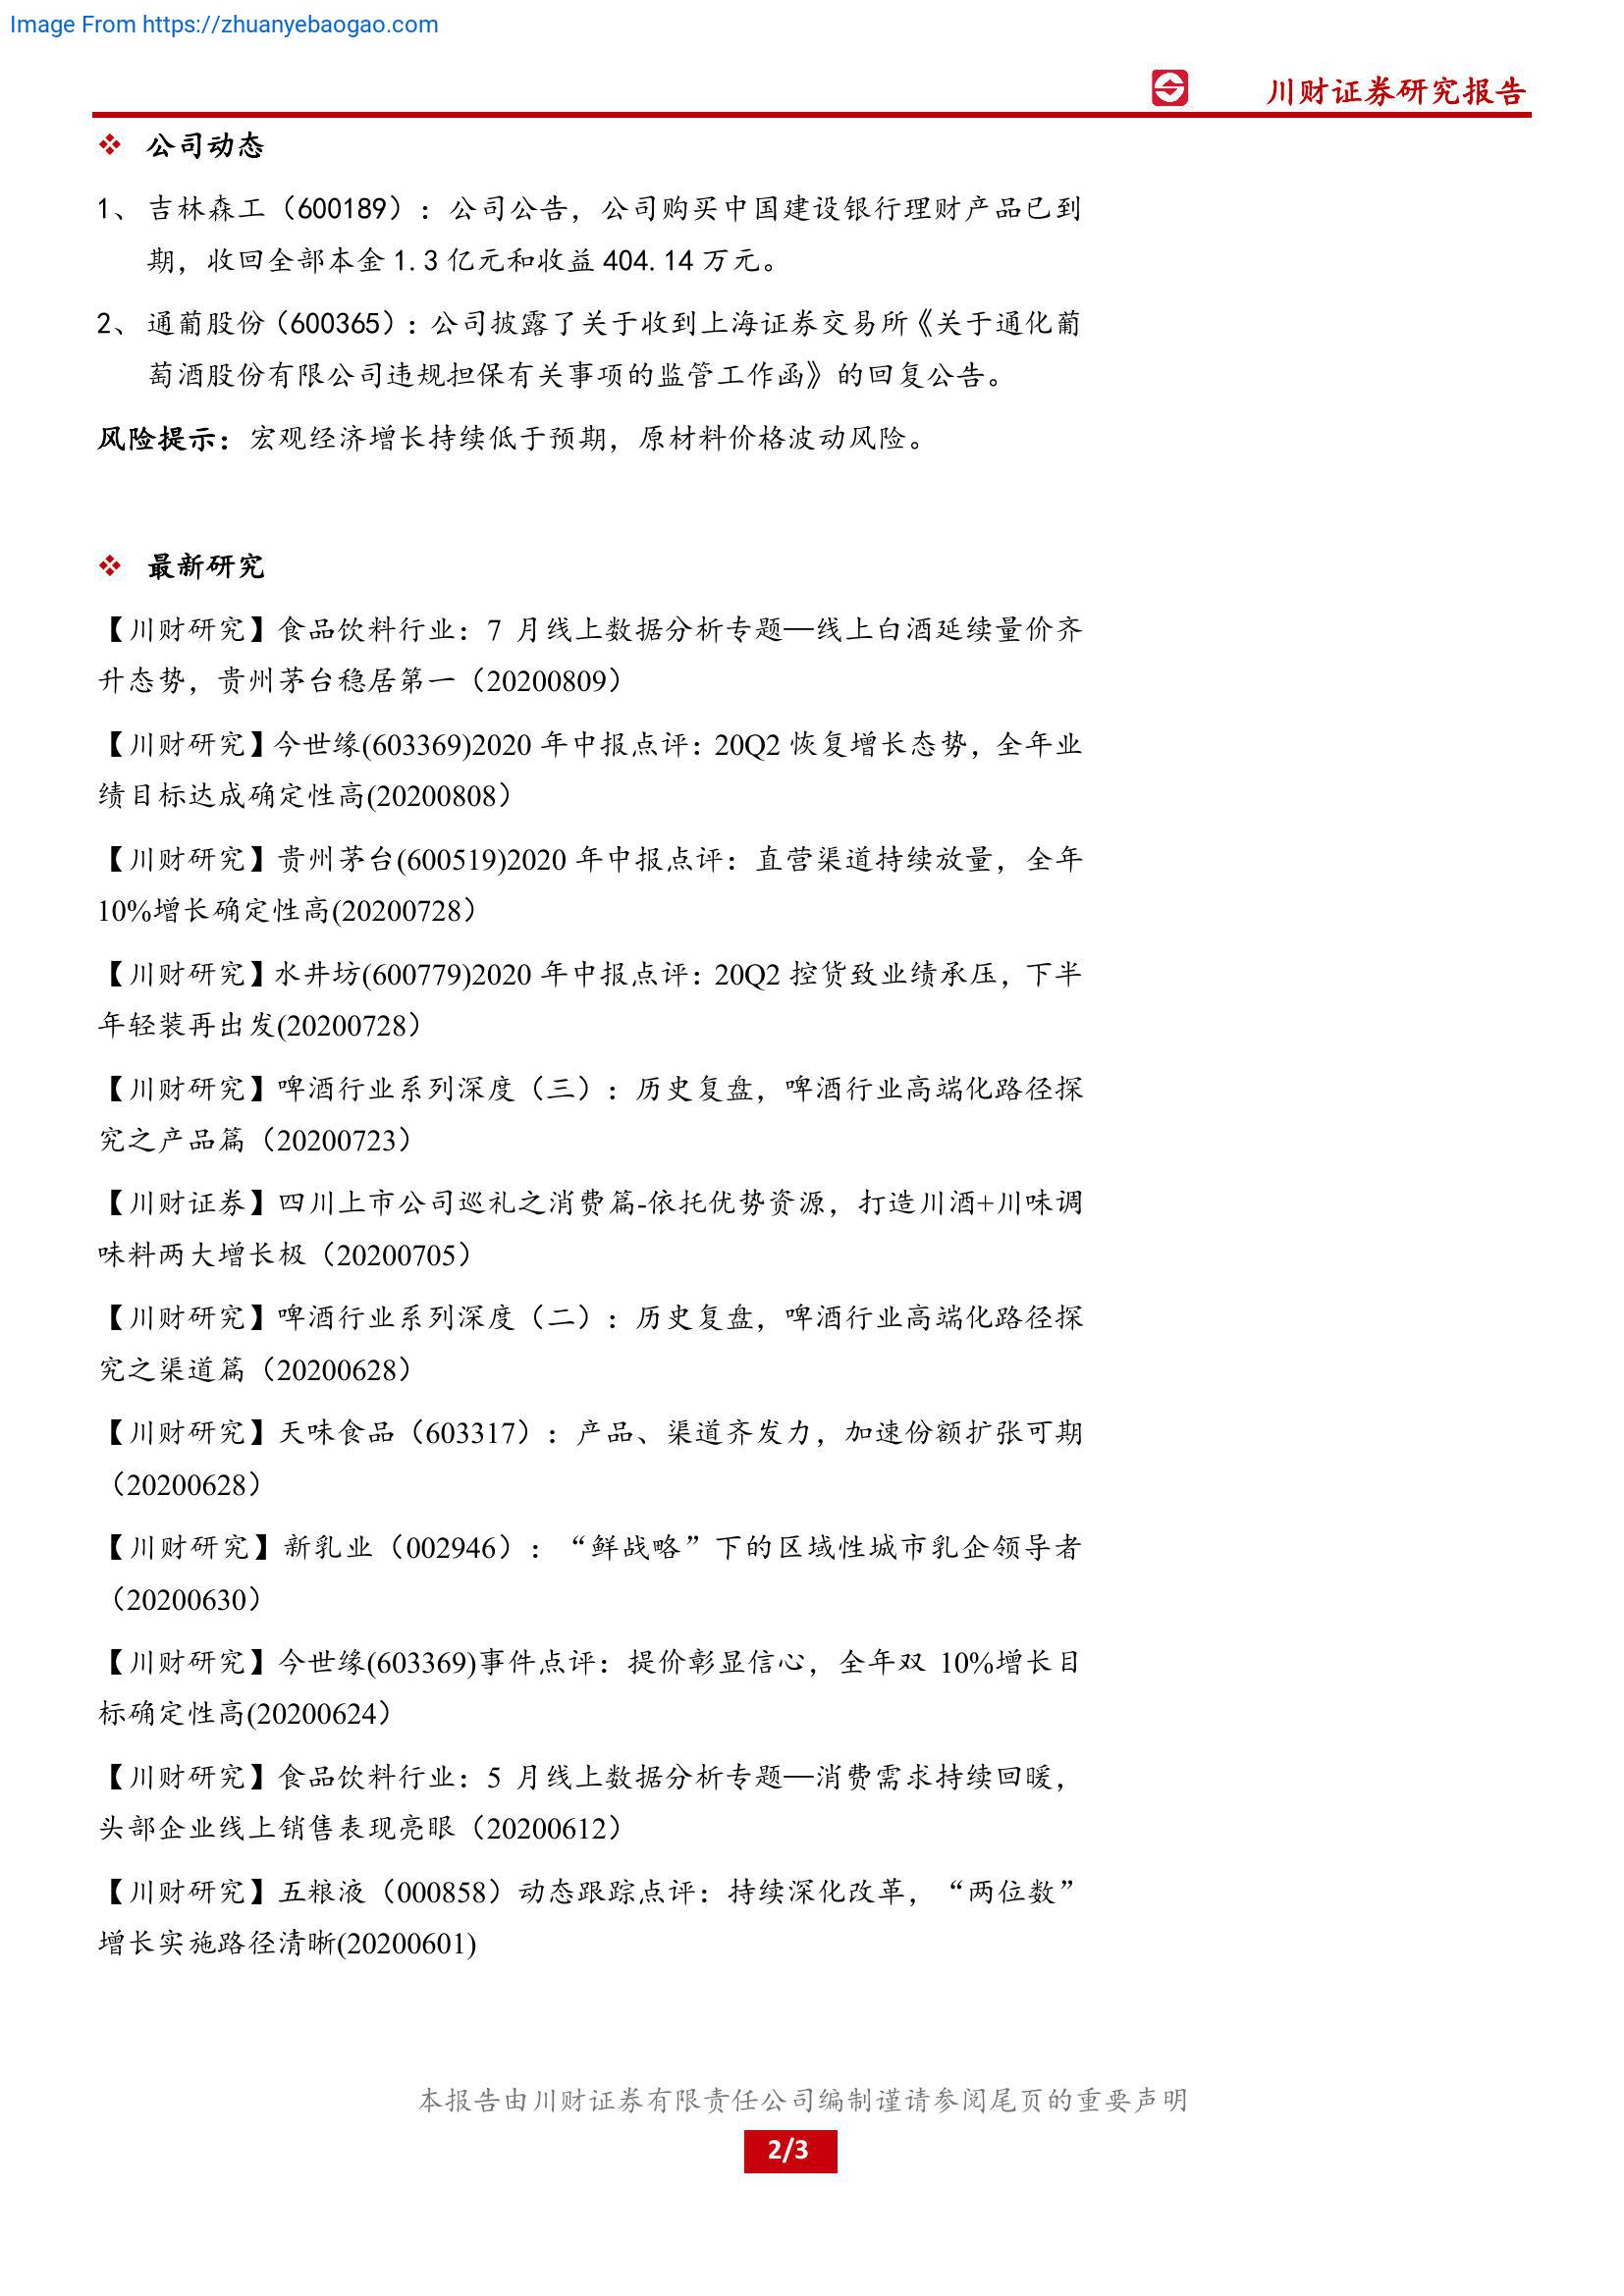 Image From https://zhuanyebaogao.com
川财证券研究报告
❖ 公司动态
1、 吉林森工（600189）：公司公告，公司购买中国建设银行理财产品已到
期，收回全部本金 1.3 亿元和收益 404.14 万元。
2、 通葡股份（600365）：公司披露了关于收到上海证券交易所《关于通化葡
萄酒股份有限公司违规担保有关事项的监管工作函》的回复公告。
风险提示：宏观经济增长持续低于预期，原材料价格波动风险。
❖ 最新研究
【川财研究】食品饮料行业：7 月线上数据分析专题—线上白酒延续量价齐
升态势，贵州茅台稳居第一（20200809）
【川财研究】今世缘(603369)2020 年中报点评：20Q2 恢复增长态势，全年业
绩目标达成确定性高(20200808）
【川财研究】贵州茅台(600519)2020 年中报点评：直营渠道持续放量，全年
10%增长确定性高(20200728）
【川财研究】水井坊(600779)2020 年中报点评：20Q2 控货致业绩承压，下半
年轻装再出发(20200728）
【川财研究】啤酒行业系列深度（三）：历史复盘，啤酒行业高端化路径探
究之产品篇（20200723）
【川财证券】四川上市公司巡礼之消费篇-依托优势资源，打造川酒+川味调
味料两大增长极（20200705）
【川财研究】啤酒行业系列深度（二）：历史复盘，啤酒行业高端化路径探
究之渠道篇（20200628）
【川财研究】天味食品（603317）：产品、渠道齐发力，加速份额扩张可期
（20200628）
【川财研究】新乳业（002946）：“鲜战略”下的区域性城市乳企领导者
（20200630）
【川财研究】今世缘(603369)事件点评：提价彰显信心，全年双 10%增长目
标确定性高(20200624）
【川财研究】食品饮料行业：5 月线上数据分析专题—消费需求持续回暖，
头部企业线上销售表现亮眼（20200612）
【川财研究】五粮液（000858）动态跟踪点评：持续深化改革，“两位数”
增长实施路径清晰(20200601)
本报告由川财证券有限责任公司编制谨请参阅尾页的重要声明
2/3